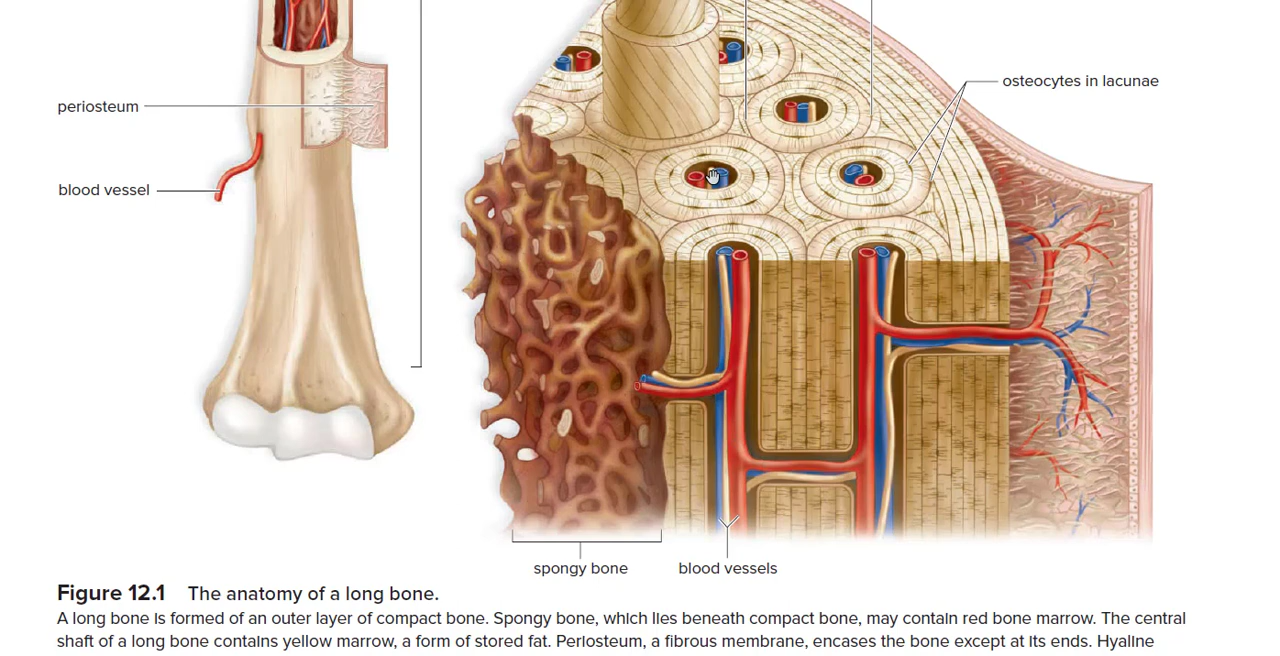 osteocytes in lacunae
periosteum
blood vessel
spongy bone
blood vessels
Figure 12.1 The anatomy of a long bone.
A long bone is formed of an outer layer of compact bone. Spongy bone, which lies beneath compact bone, may contain red bone marrow. The central
shaft of a long bone contains yellow marrow, a form of stored fat. Periosteum, a fibrous membrane, encases the bone except at its ends. Hyaline